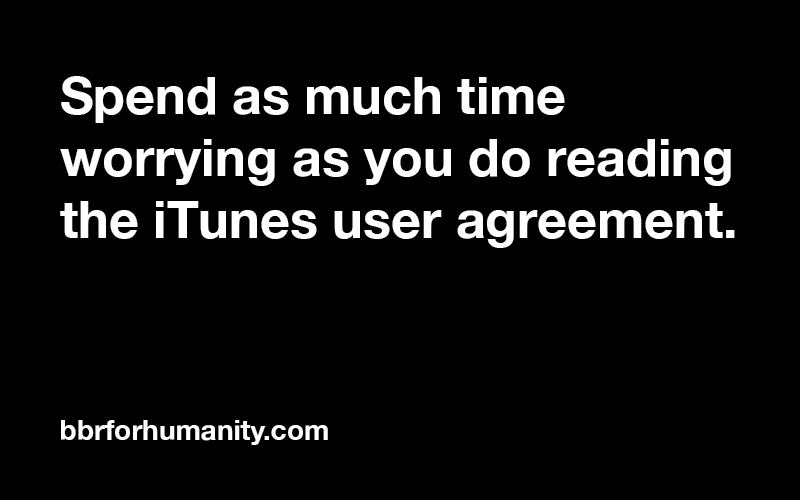 Spend as much time
worrying as you do reading
the iTunes user agreement.
bbrforhumanity.com